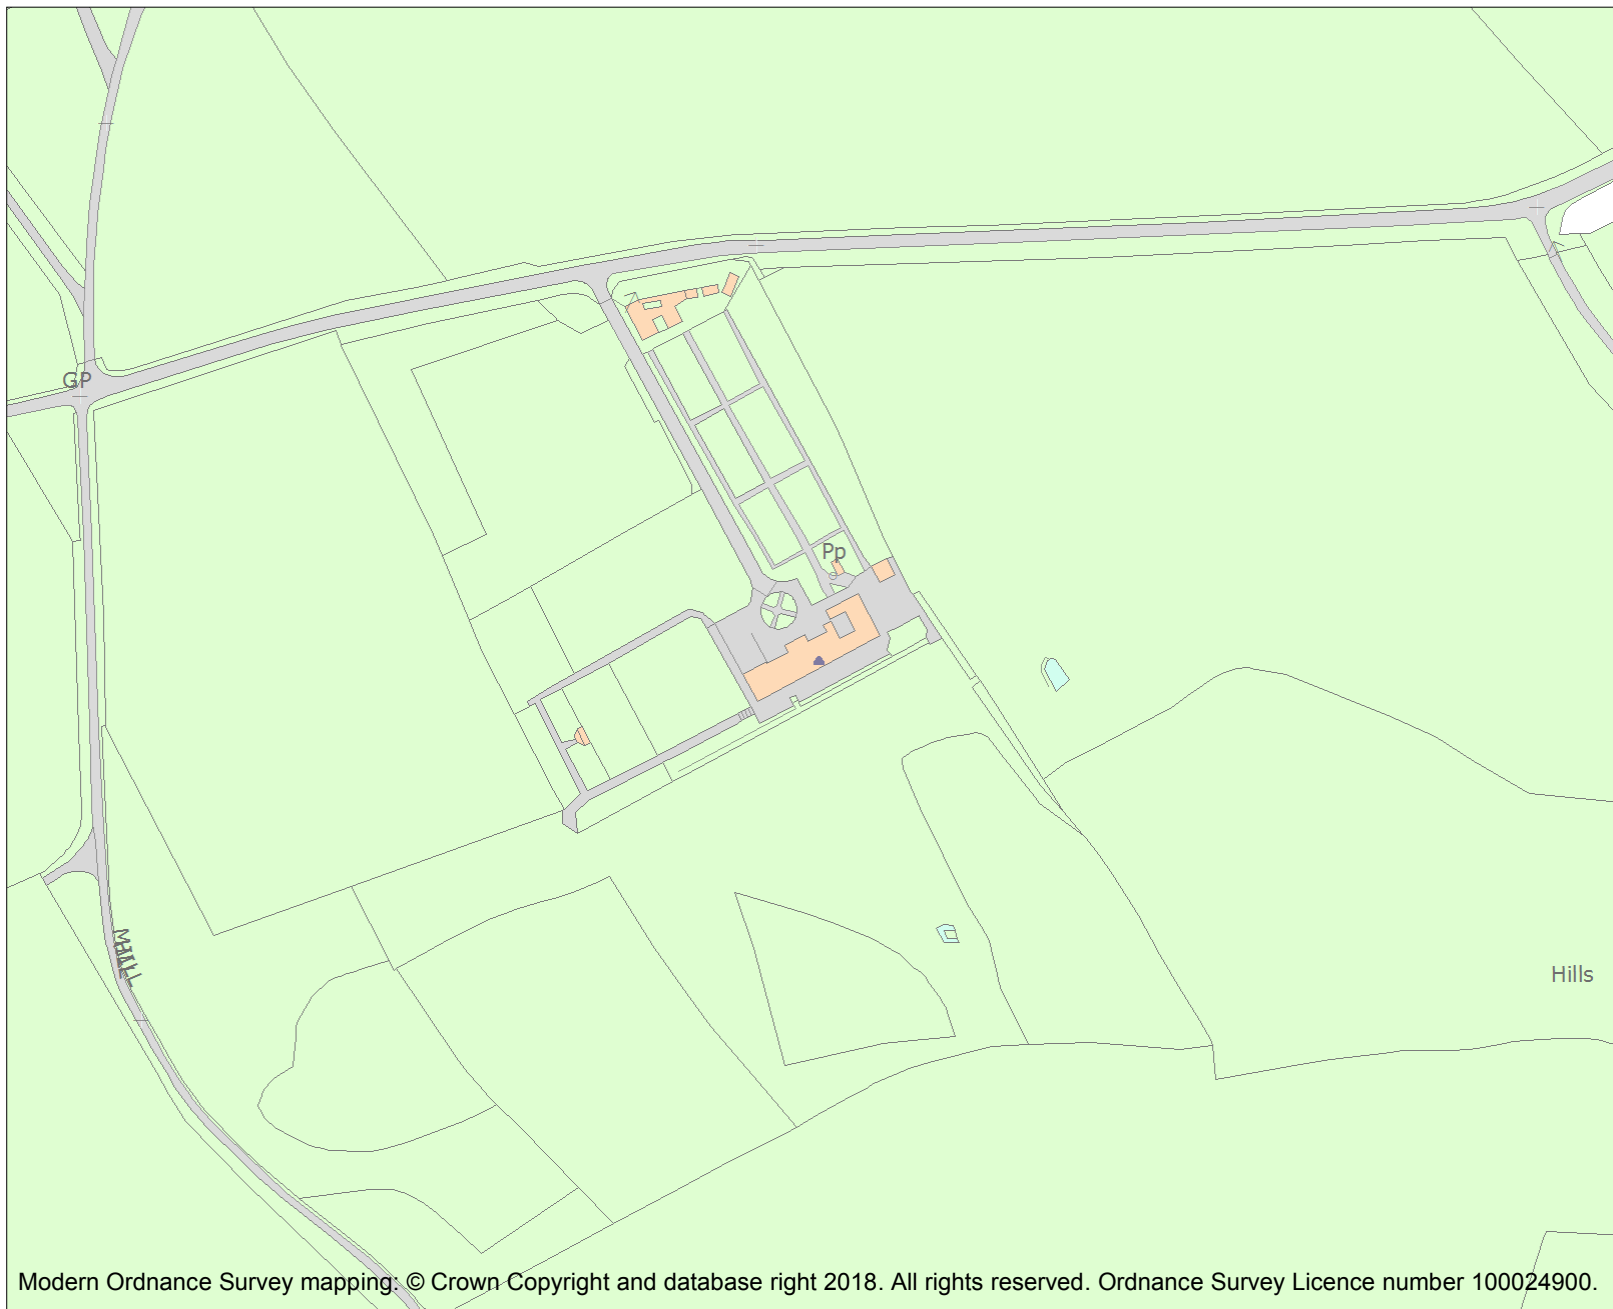 GP
Pp
Hills
Modern Ordnance Survey mapping: © Crown Copyright and database right 2018. All rights reserved. Ordnance Survey Licence number 100024900.